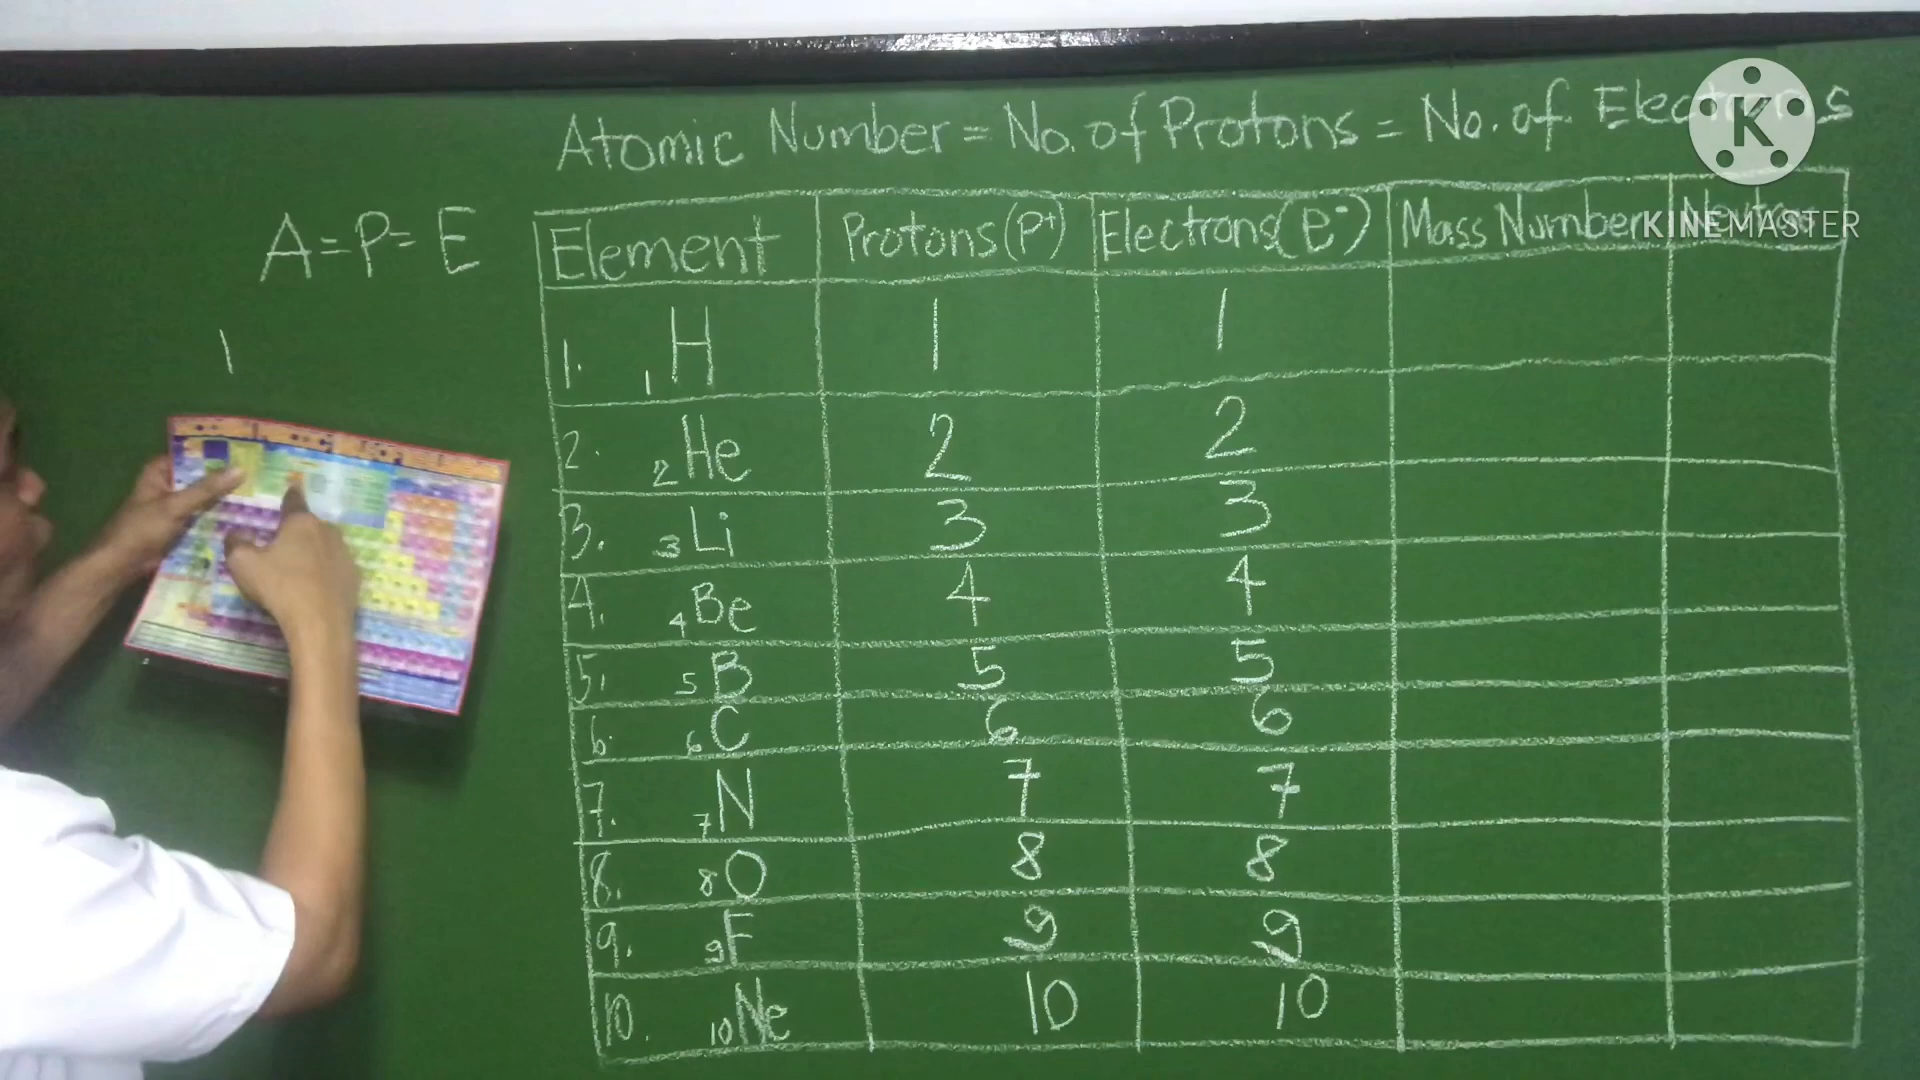 Atomic Number = No. of Protons = No. of Electrons
A = P = E
1
Element Protons (P+) Electrons (e-) Mass Number
1. 1H 1 1
2. 2He 2 2
3. 3Li 3 3
4. 4Be 4 4
5. 5B 5 5
6. 6C 6 6
7. 7N 7 7
8. 8O 8 8
9. 9F 9 9
10. 10Ne 10 10
K
KINEMASTER